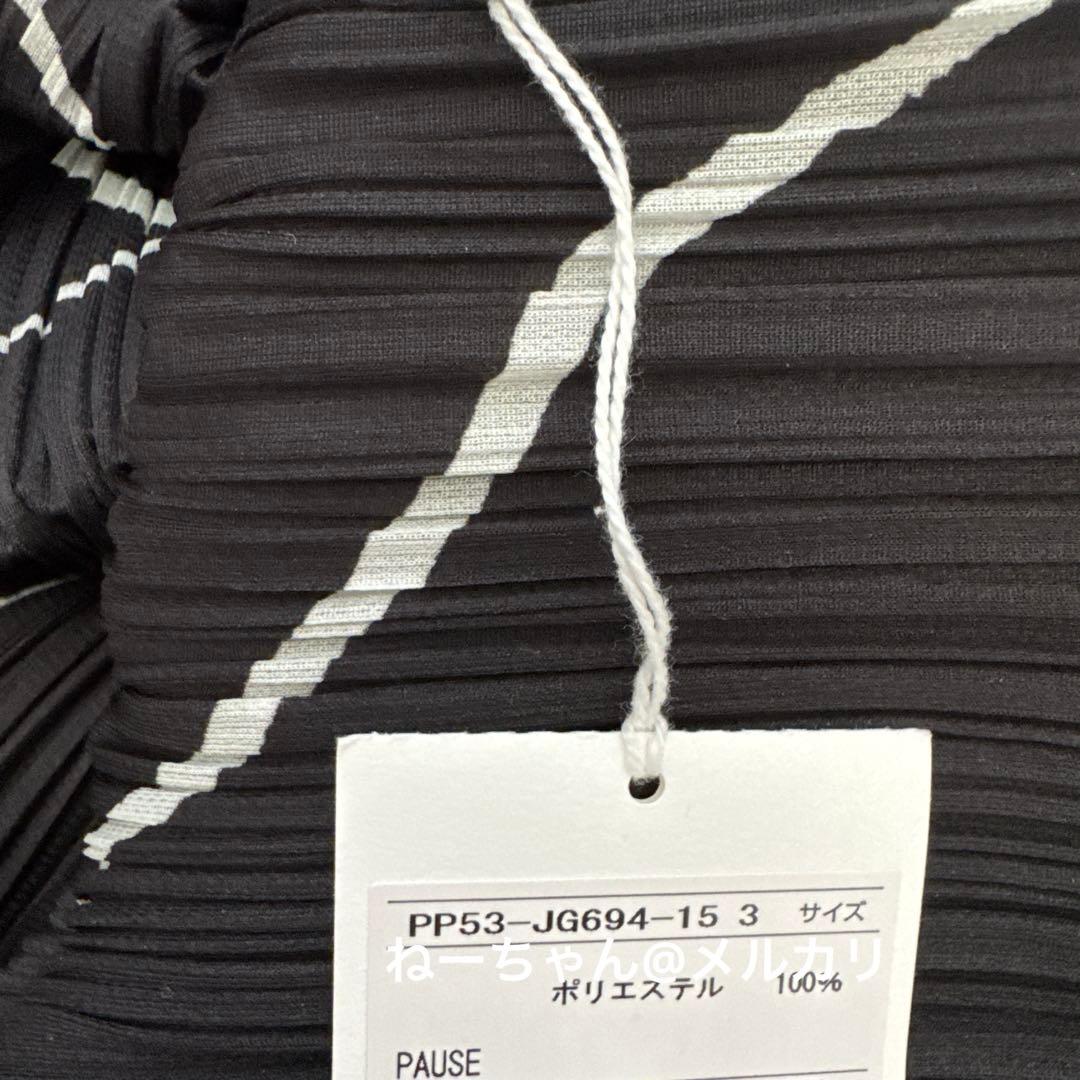 PP53-JG694-15 3 サイズ
ねーちゃん@メルカリ
ポリエステル 100%
PAUSE